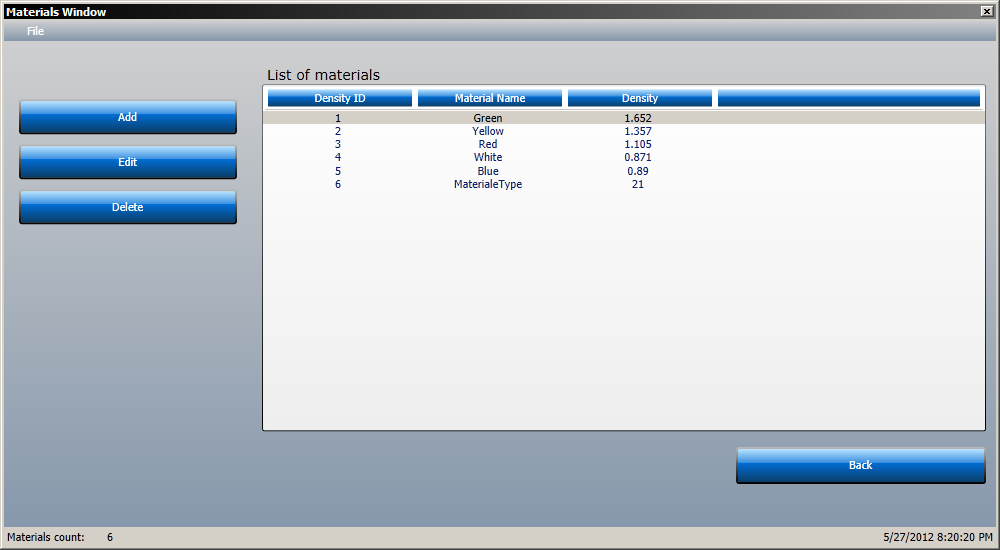 Materials Window
File
List of materials
Add
Edit
Delete
Density ID Material Name Density
1 Green 1.652
2 Yellow 1.357
3 Red 1.105
4 White 0.871
5 Blue 0.89
6 MaterialeType 21
Back
Materials count: 6 5/27/2012 8:20:20 PM